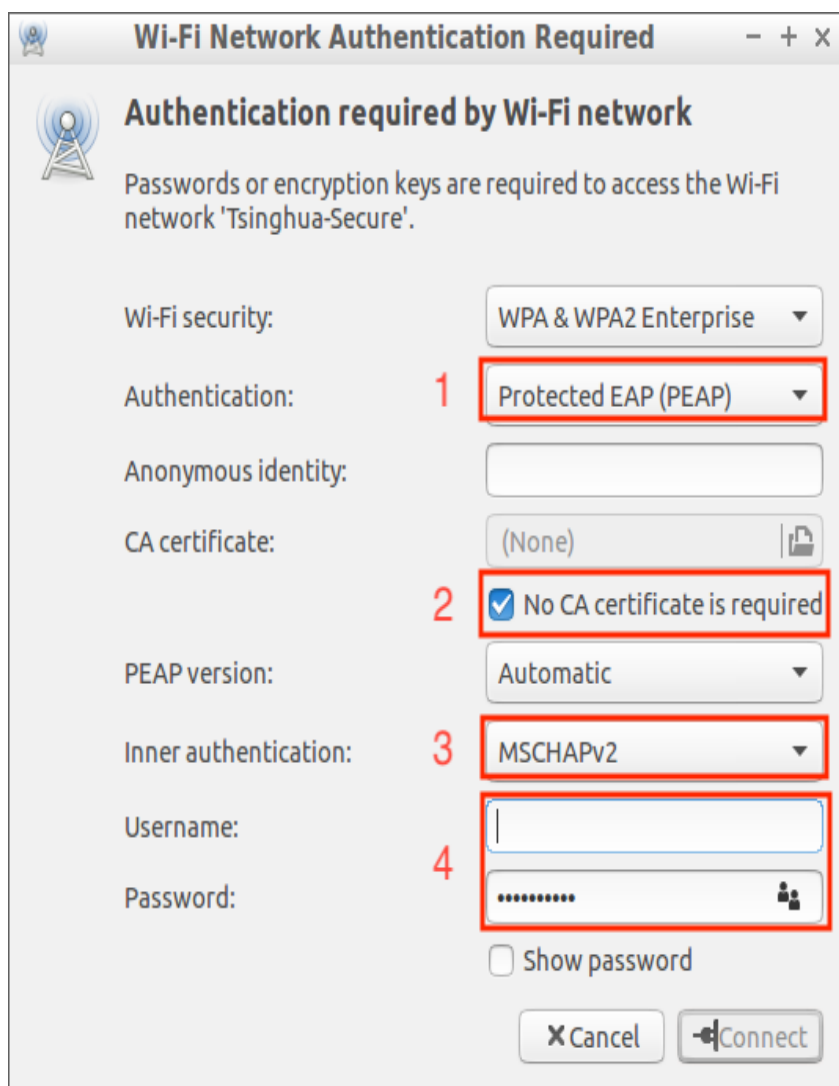 Wi-Fi Network Authentication Required
Authentication required by Wi-Fi network
Passwords or encryption keys are required to access the Wi-Fi
network 'Tsinghua-Secure'.
Wi-Fi security: WPA & WPA2 Enterprise
Authentication: 1 Protected EAP (PEAP)
Anonymous identity:
CA certificate: (None)
2 No CA certificate is required
PEAP version: Automatic
Inner authentication: 3 MSCHAPv2
Username:
4
Password: ••••••••••
Show password
Cancel Connect